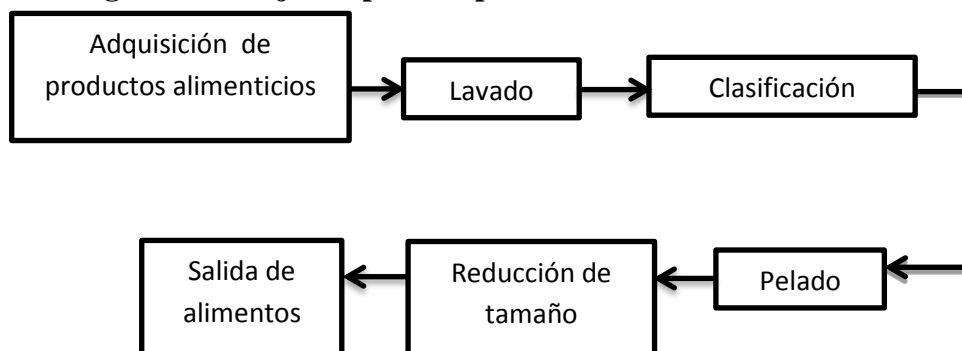 Adquisición de
productos alimenticios
Lavado
Clasificación
Pelado
Reducción de
tamaño
Salida de
alimentos